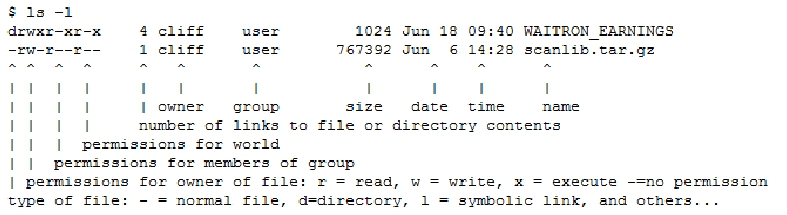 $ ls -l
drwxr-xr-x    4 cliff    user        1024 Jun 18 09:40 WAITRON_EARNINGS
-rw-r--r--    1 cliff    user      767392 Jun  6 14:28 scanlib.tar.gz
^ ^  ^  ^     ^   ^       ^            ^      ^    ^      ^
| |  |  |     |   |       |            |      |    |      |
| |  |  |     | owner   group        size   date  time   name
| |  |  |     number of links to file or directory contents
| |  | permissions for world
| | permissions for members of group
| permissions for owner of file: r = read, w = write, x = execute -=no permission
type of file: - = normal file, d=directory, l = symbolic link, and others...